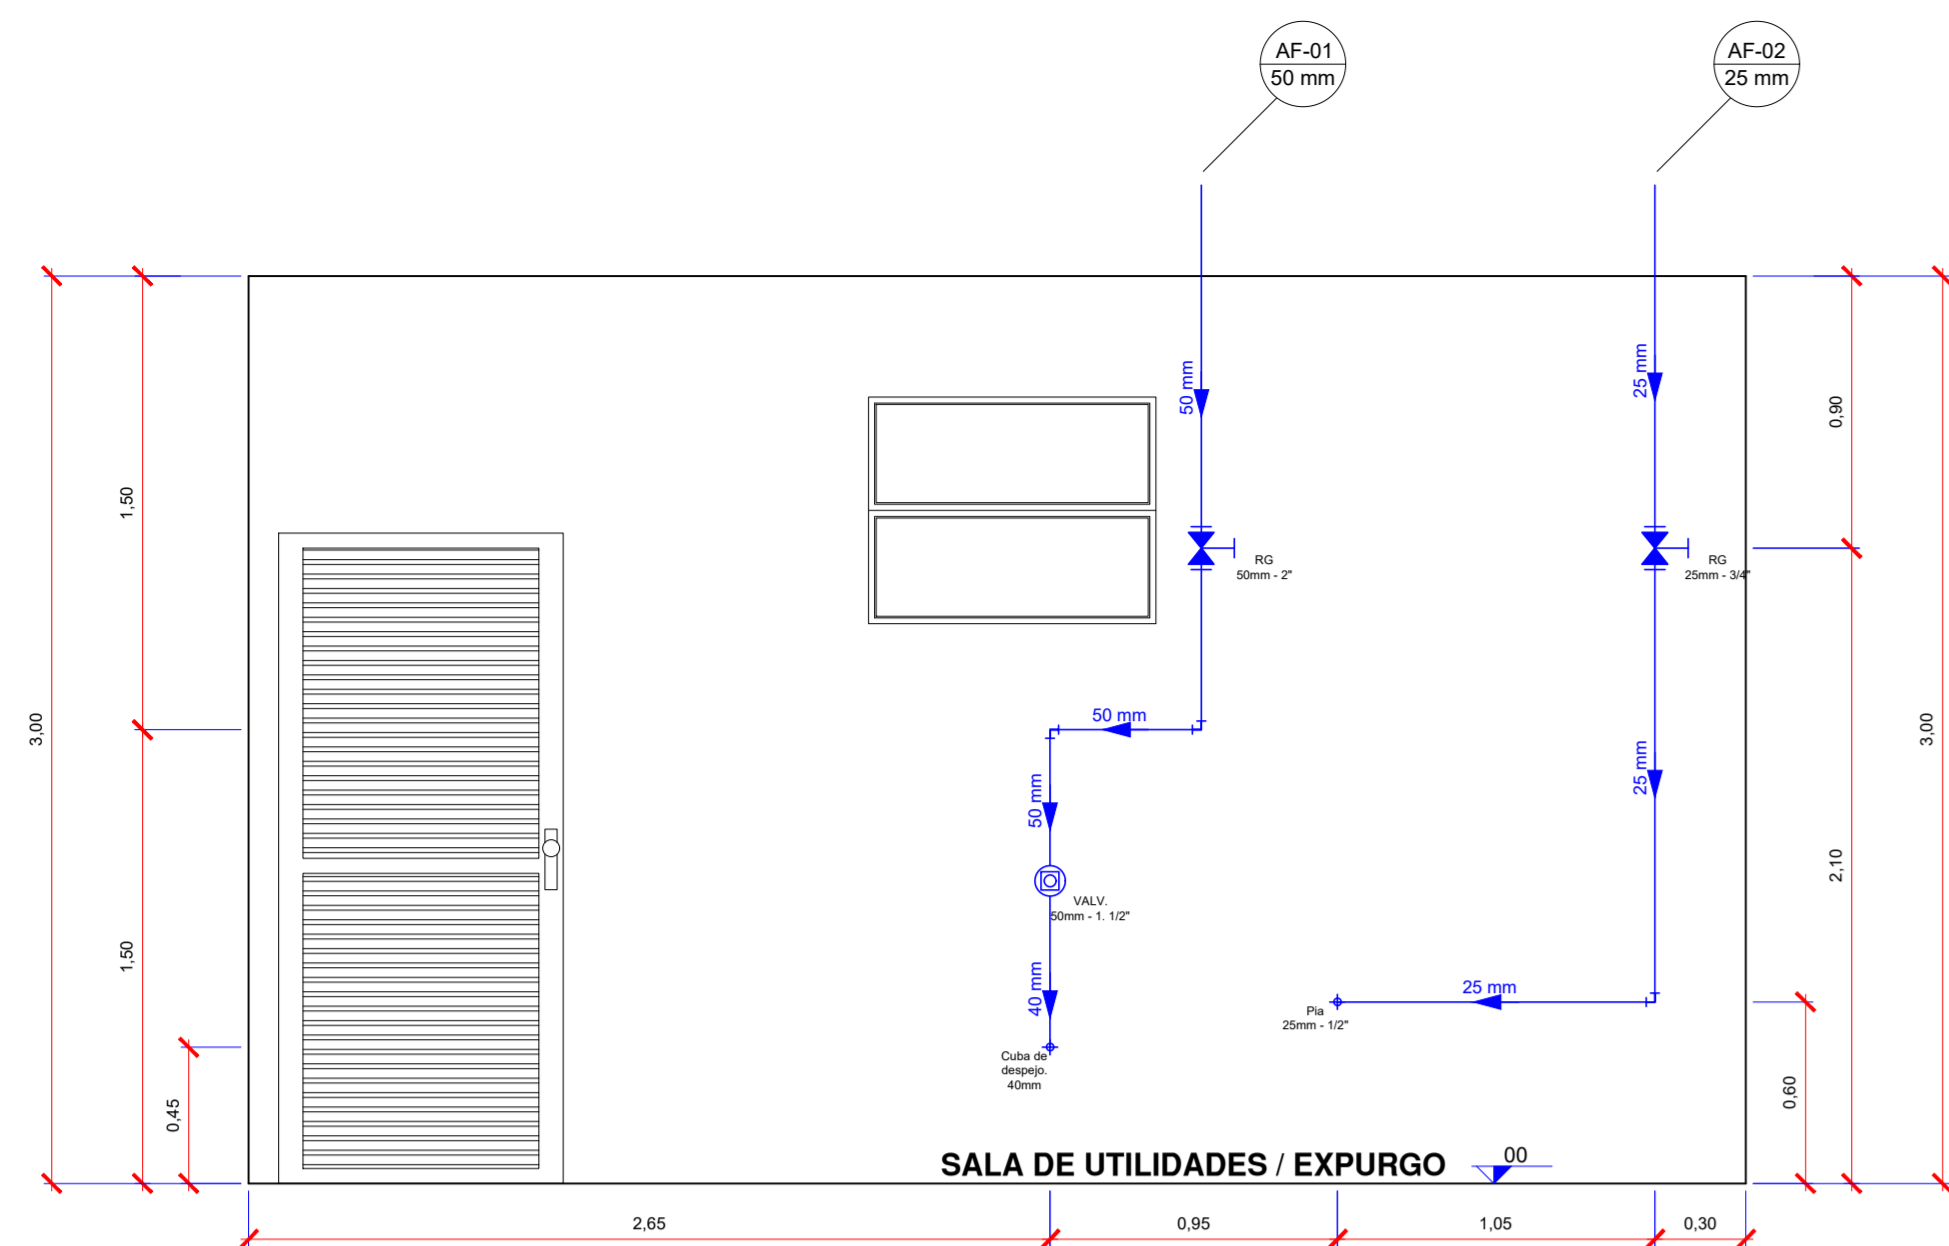 AF-01
50 mm
AF-02
25 mm
50 mm
25 mm
0,90
1,50
RG
50mm - 2"
RG
25mm - 3/4"
3,00
50 mm
3,00
25 mm
50 mm
2,10
VALV.
50mm - 1. 1/2"
1,50
40 mm
25 mm
Pia
25mm - 1/2"
Cuba de
despejo.
40mm
0,60
0,45
SALA DE UTILIDADES / EXPURGO
00
2,65
0,95
1,05
0,30